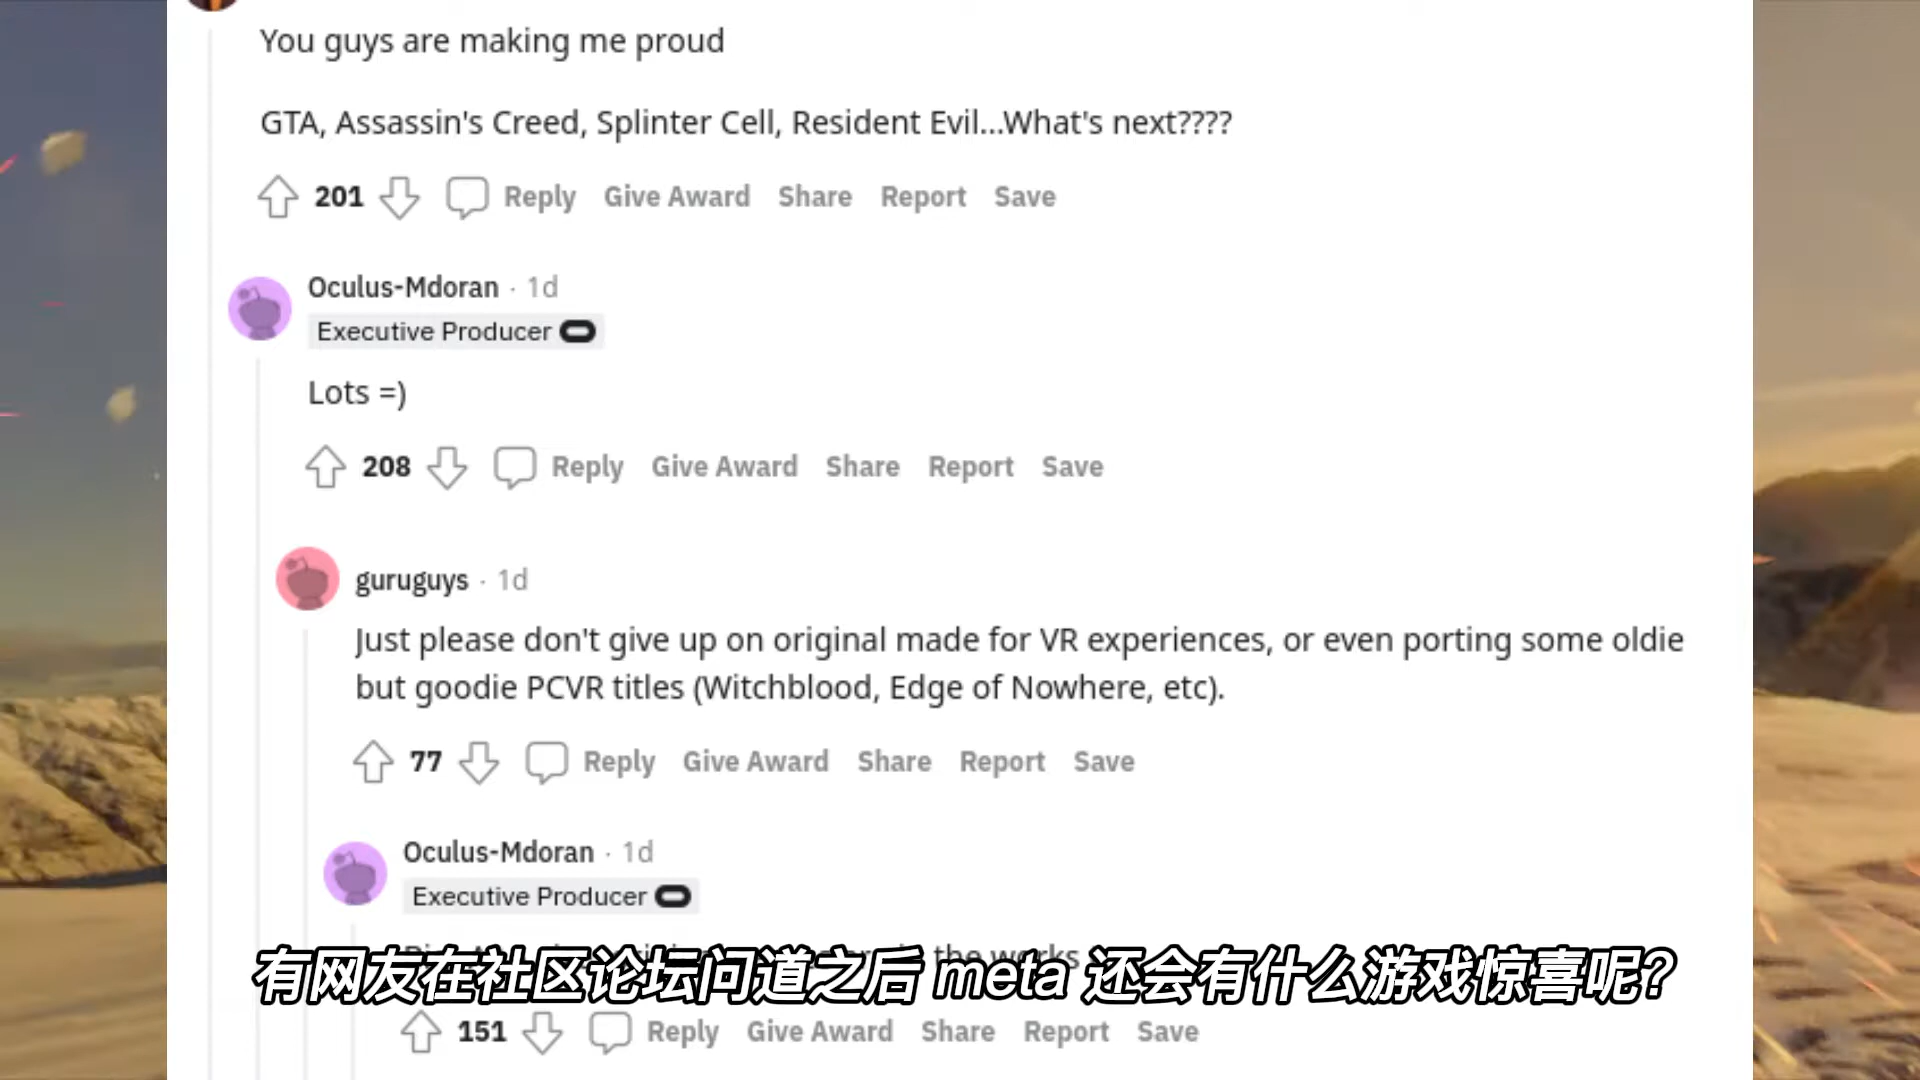 You guys are making me proud
GTA, Assassin's Creed, Splinter Cell, Resident Evil...What's next????
201 Reply Give Award Share Report Save
Oculus-Mdoran · 1d
Executive Producer
Lots =)
208 Reply Give Award Share Report Save
guruguys · 1d
Just please don't give up on original made for VR experiences, or even porting some oldie
but goodie PCVR titles (Witchblood, Edge of Nowhere, etc).
77 Reply Give Award Share Report Save
Oculus-Mdoran · 1d
Executive Producer
the works
有网友在社区论坛问道之后 meta 还会有什么游戏惊喜呢?
151 Reply Give Award Share Report Save